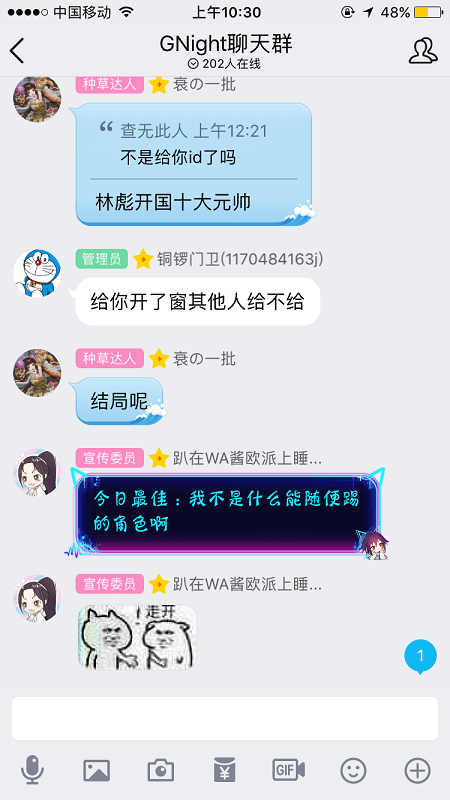 中国移动 上午10:30 48%
GNight聊天群
202人在线
种草达人 衰の一批
查无此人 上午12:21
不是给你id了吗
林彪开国十大元帅
管理员 铜锣门卫(1170484163j)
给你开了窗其他人给不给
种草达人 衰の一批
结局呢
宣传委员 趴在WA酱欧派上睡...
今日最佳：我不是什么能随便踢
的角色啊
宣传委员 趴在WA酱欧派上睡...
走开
1
¥ GIF